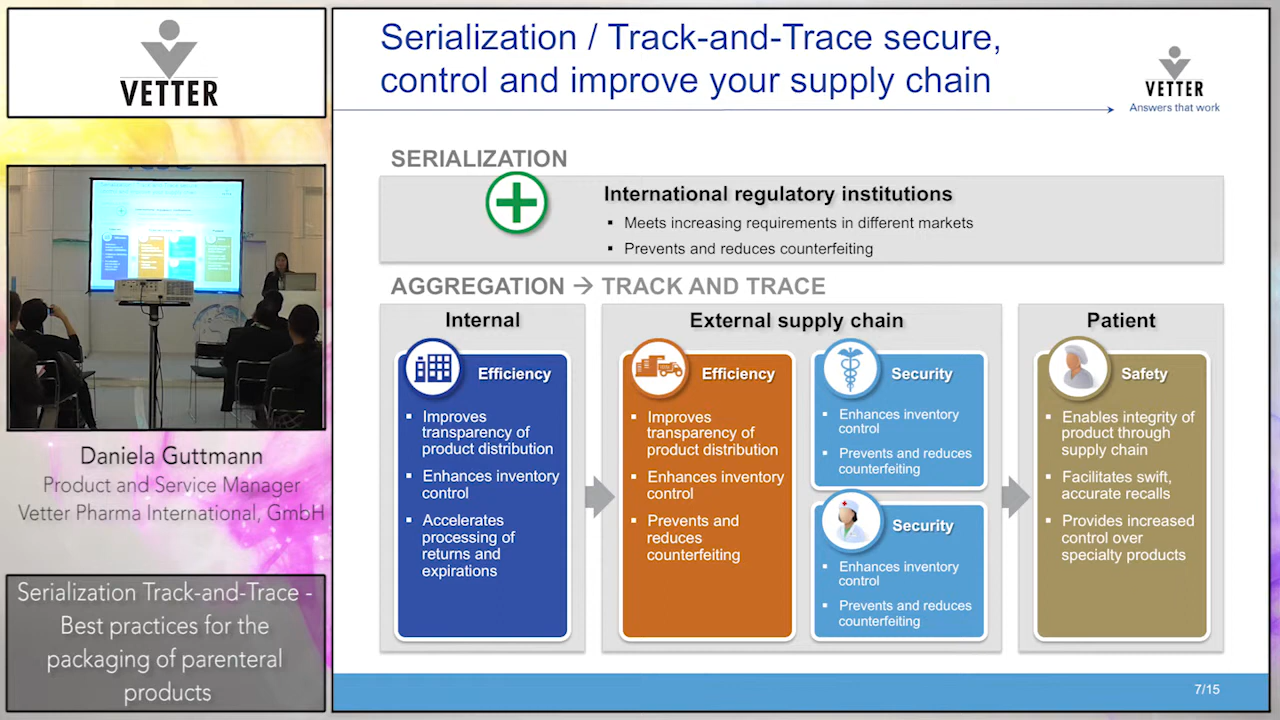 VETTER
Daniela Guttmann
Product and Service Manager
Vetter Pharma International, GmbH
Serialization Track-and-Trace -
Best practices for the
packaging of parenteral
products
Serialization / Track-and-Trace secure,
control and improve your supply chain
VETTER
Answers that work
SERIALIZATION
International regulatory institutions
▪ Meets increasing requirements in different markets
▪ Prevents and reduces counterfeiting
AGGREGATION → TRACK AND TRACE
Internal
Efficiency
▪ Improves
transparency of
product distribution
▪ Enhances inventory
control
▪ Accelerates
processing of
returns and
expirations
External supply chain
Efficiency
▪ Improves
transparency of
product distribution
▪ Enhances inventory
control
▪ Prevents and
reduces
counterfeiting
Security
▪ Enhances inventory
control
▪ Prevents and reduces
counterfeiting
Security
▪ Enhances inventory
control
▪ Prevents and reduces
counterfeiting
Patient
Safety
▪ Enables integrity of
product through
supply chain
▪ Facilitates swift,
accurate recalls
▪ Provides increased
control over
specialty products
7/15